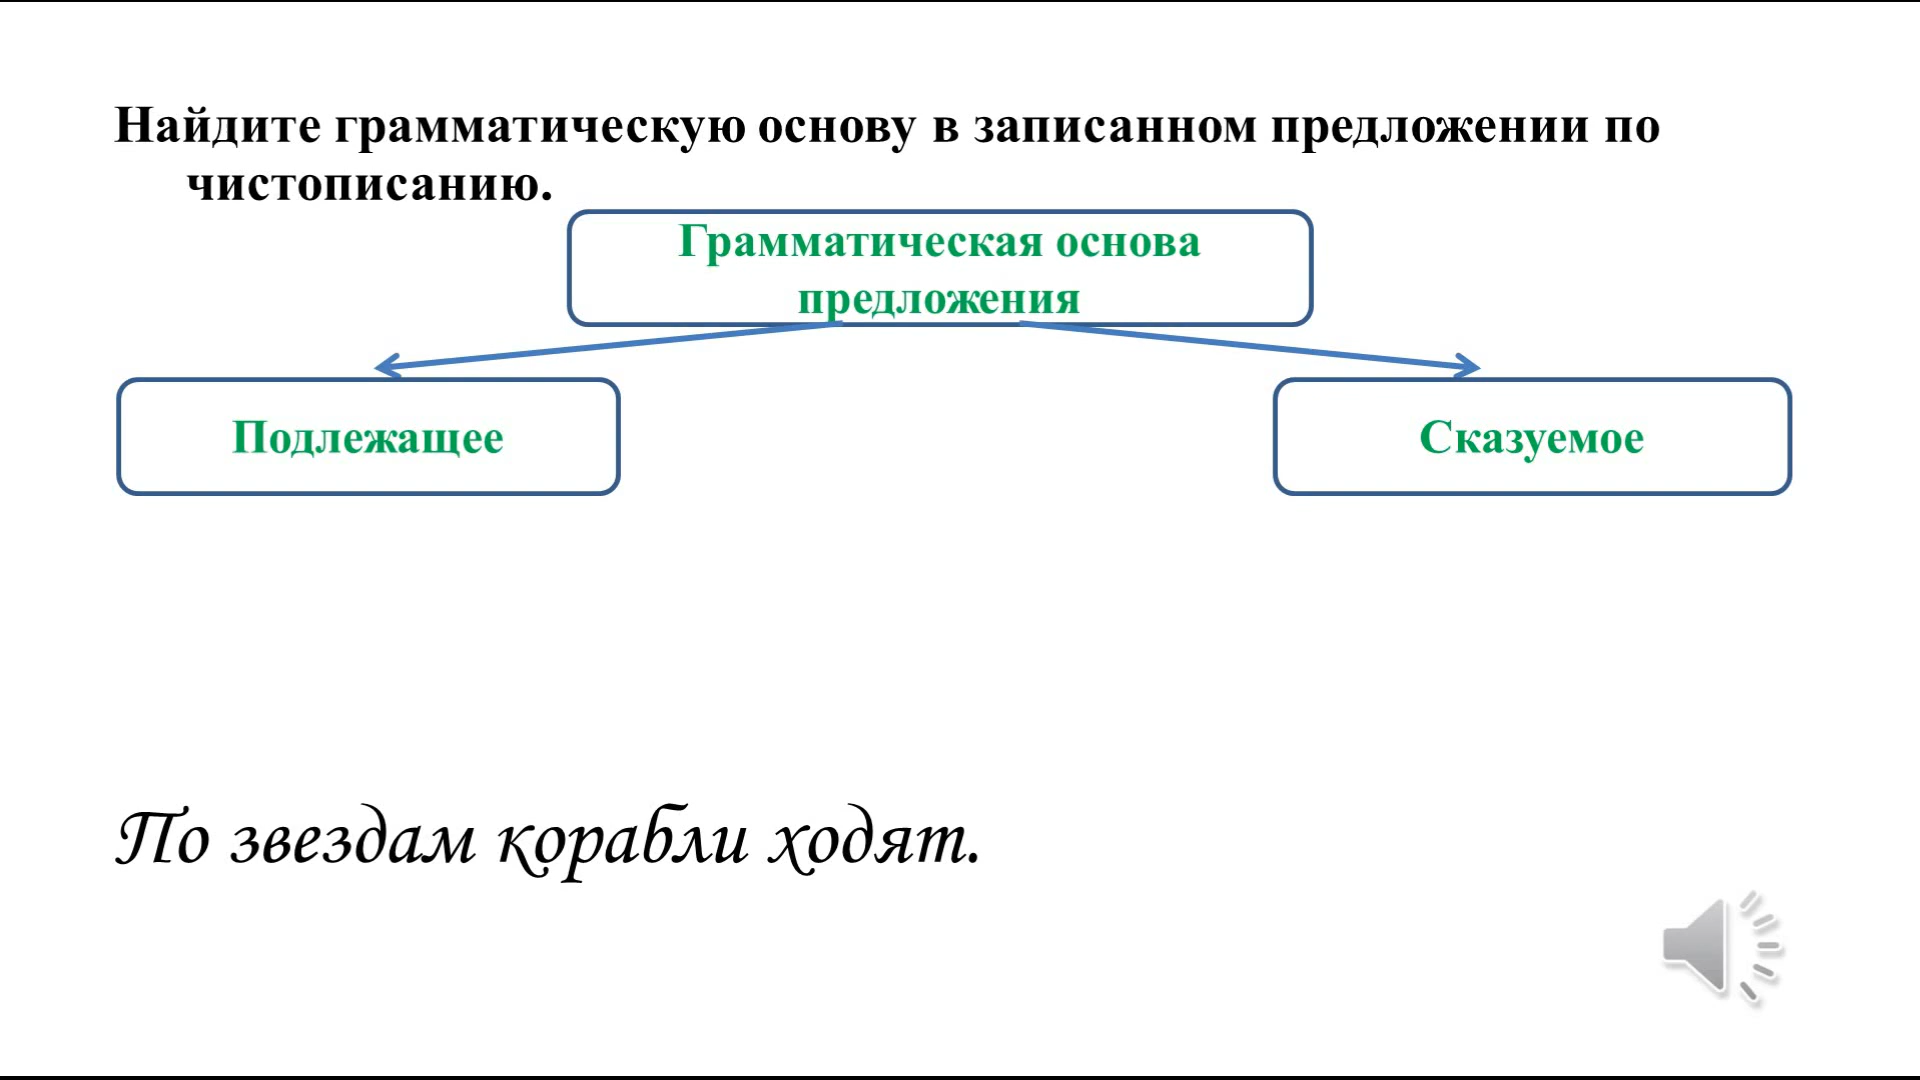 Найдите грамматическую основу в записанном предложении по
чистописанию.
Грамматическая основа
предложения
Подлежащее
Сказуемое
По звездам корабли ходят.